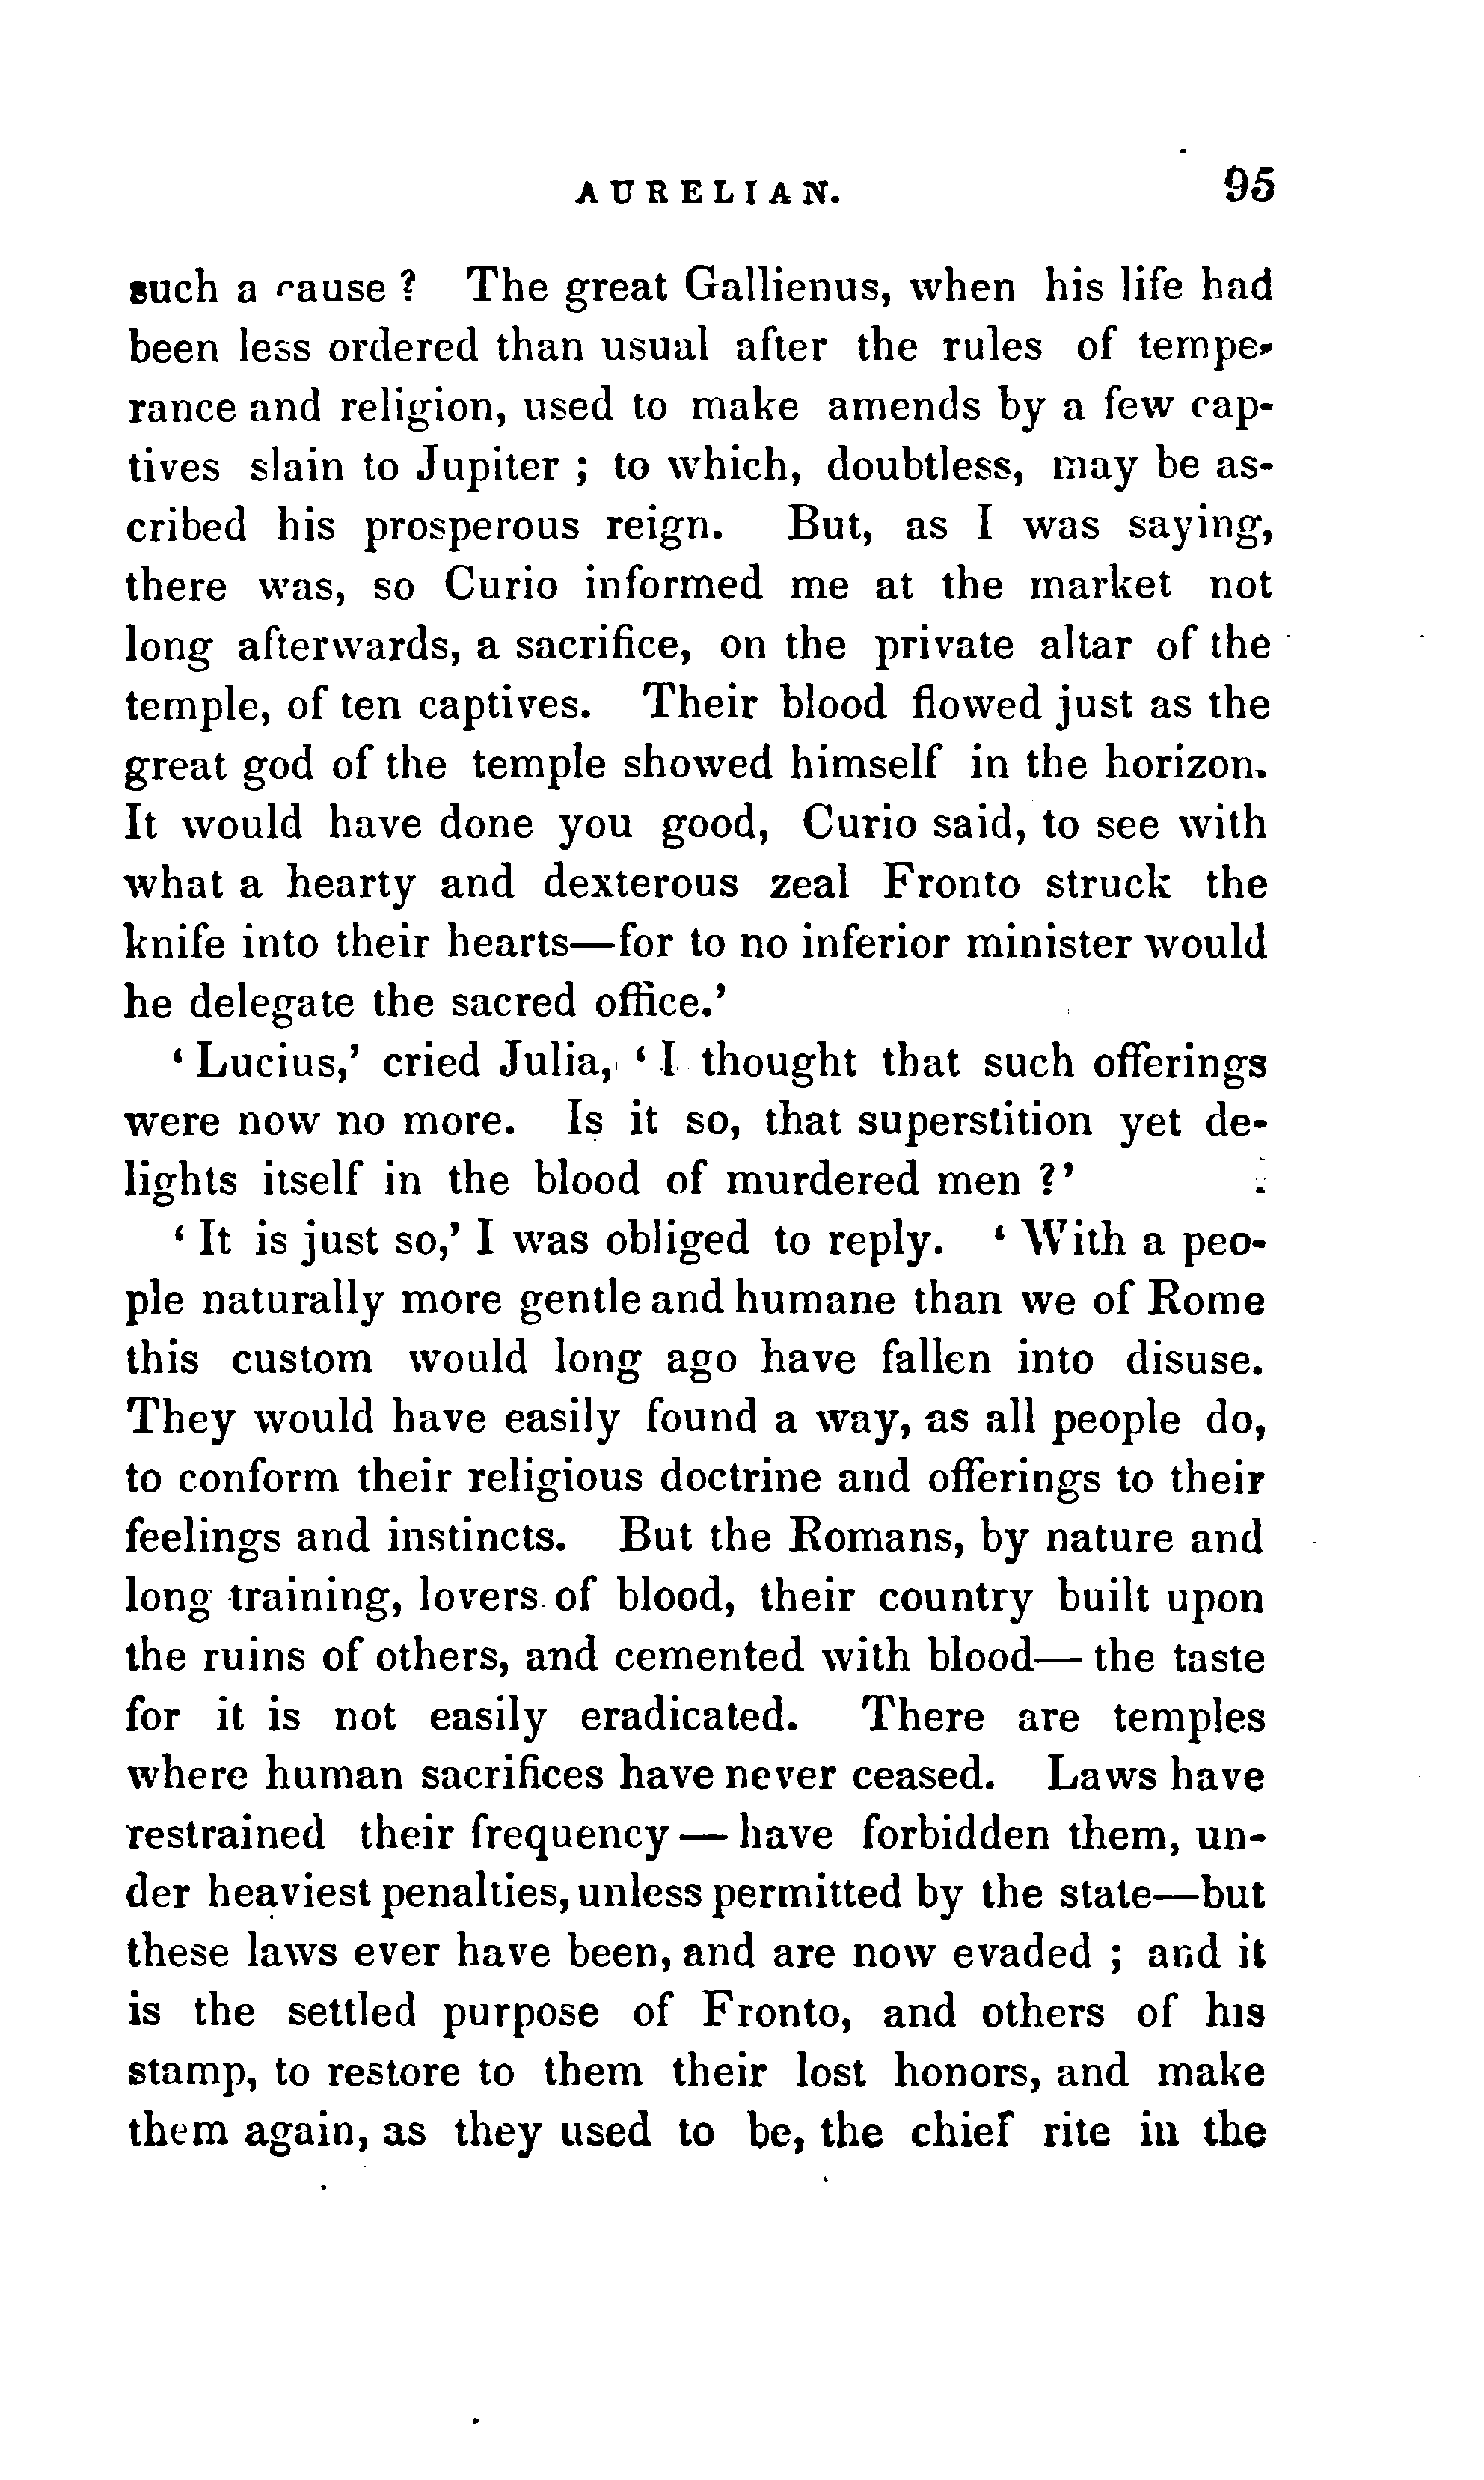 AURELIAN. 95
such a cause ? The great Gallienus, when his life had
been less ordered than usual after the rules of tempe-
rance and religion, used to make amends by a few cap-
tives slain to Jupiter ; to which, doubtless, may be as-
cribed his prosperous reign. But, as I was saying,
there was, so Curio informed me at the market not
long afterwards, a sacrifice, on the private altar of the
temple, of ten captives. Their blood flowed just as the
great god of the temple showed himself in the horizon.
It would have done you good, Curio said, to see with
what a hearty and dexterous zeal Fronto struck the
knife into their hearts—for to no inferior minister would
he delegate the sacred office.’
‘ Lucius,’ cried Julia, ‘ I thought that such offerings
were now no more. Is it so, that superstition yet de-
lights itself in the blood of murdered men ?’
‘ It is just so,’ I was obliged to reply. ‘ With a peo-
ple naturally more gentle and humane than we of Rome
this custom would long ago have fallen into disuse.
They would have easily found a way, as all people do,
to conform their religious doctrine and offerings to their
feelings and instincts. But the Romans, by nature and
long training, lovers of blood, their country built upon
the ruins of others, and cemented with blood— the taste
for it is not easily eradicated. There are temples
where human sacrifices have never ceased. Laws have
restrained their frequency — have forbidden them, un-
der heaviest penalties, unless permitted by the state—but
these laws ever have been, and are now evaded ; and it
is the settled purpose of Fronto, and others of his
stamp, to restore to them their lost honors, and make
them again, as they used to be, the chief rite in the